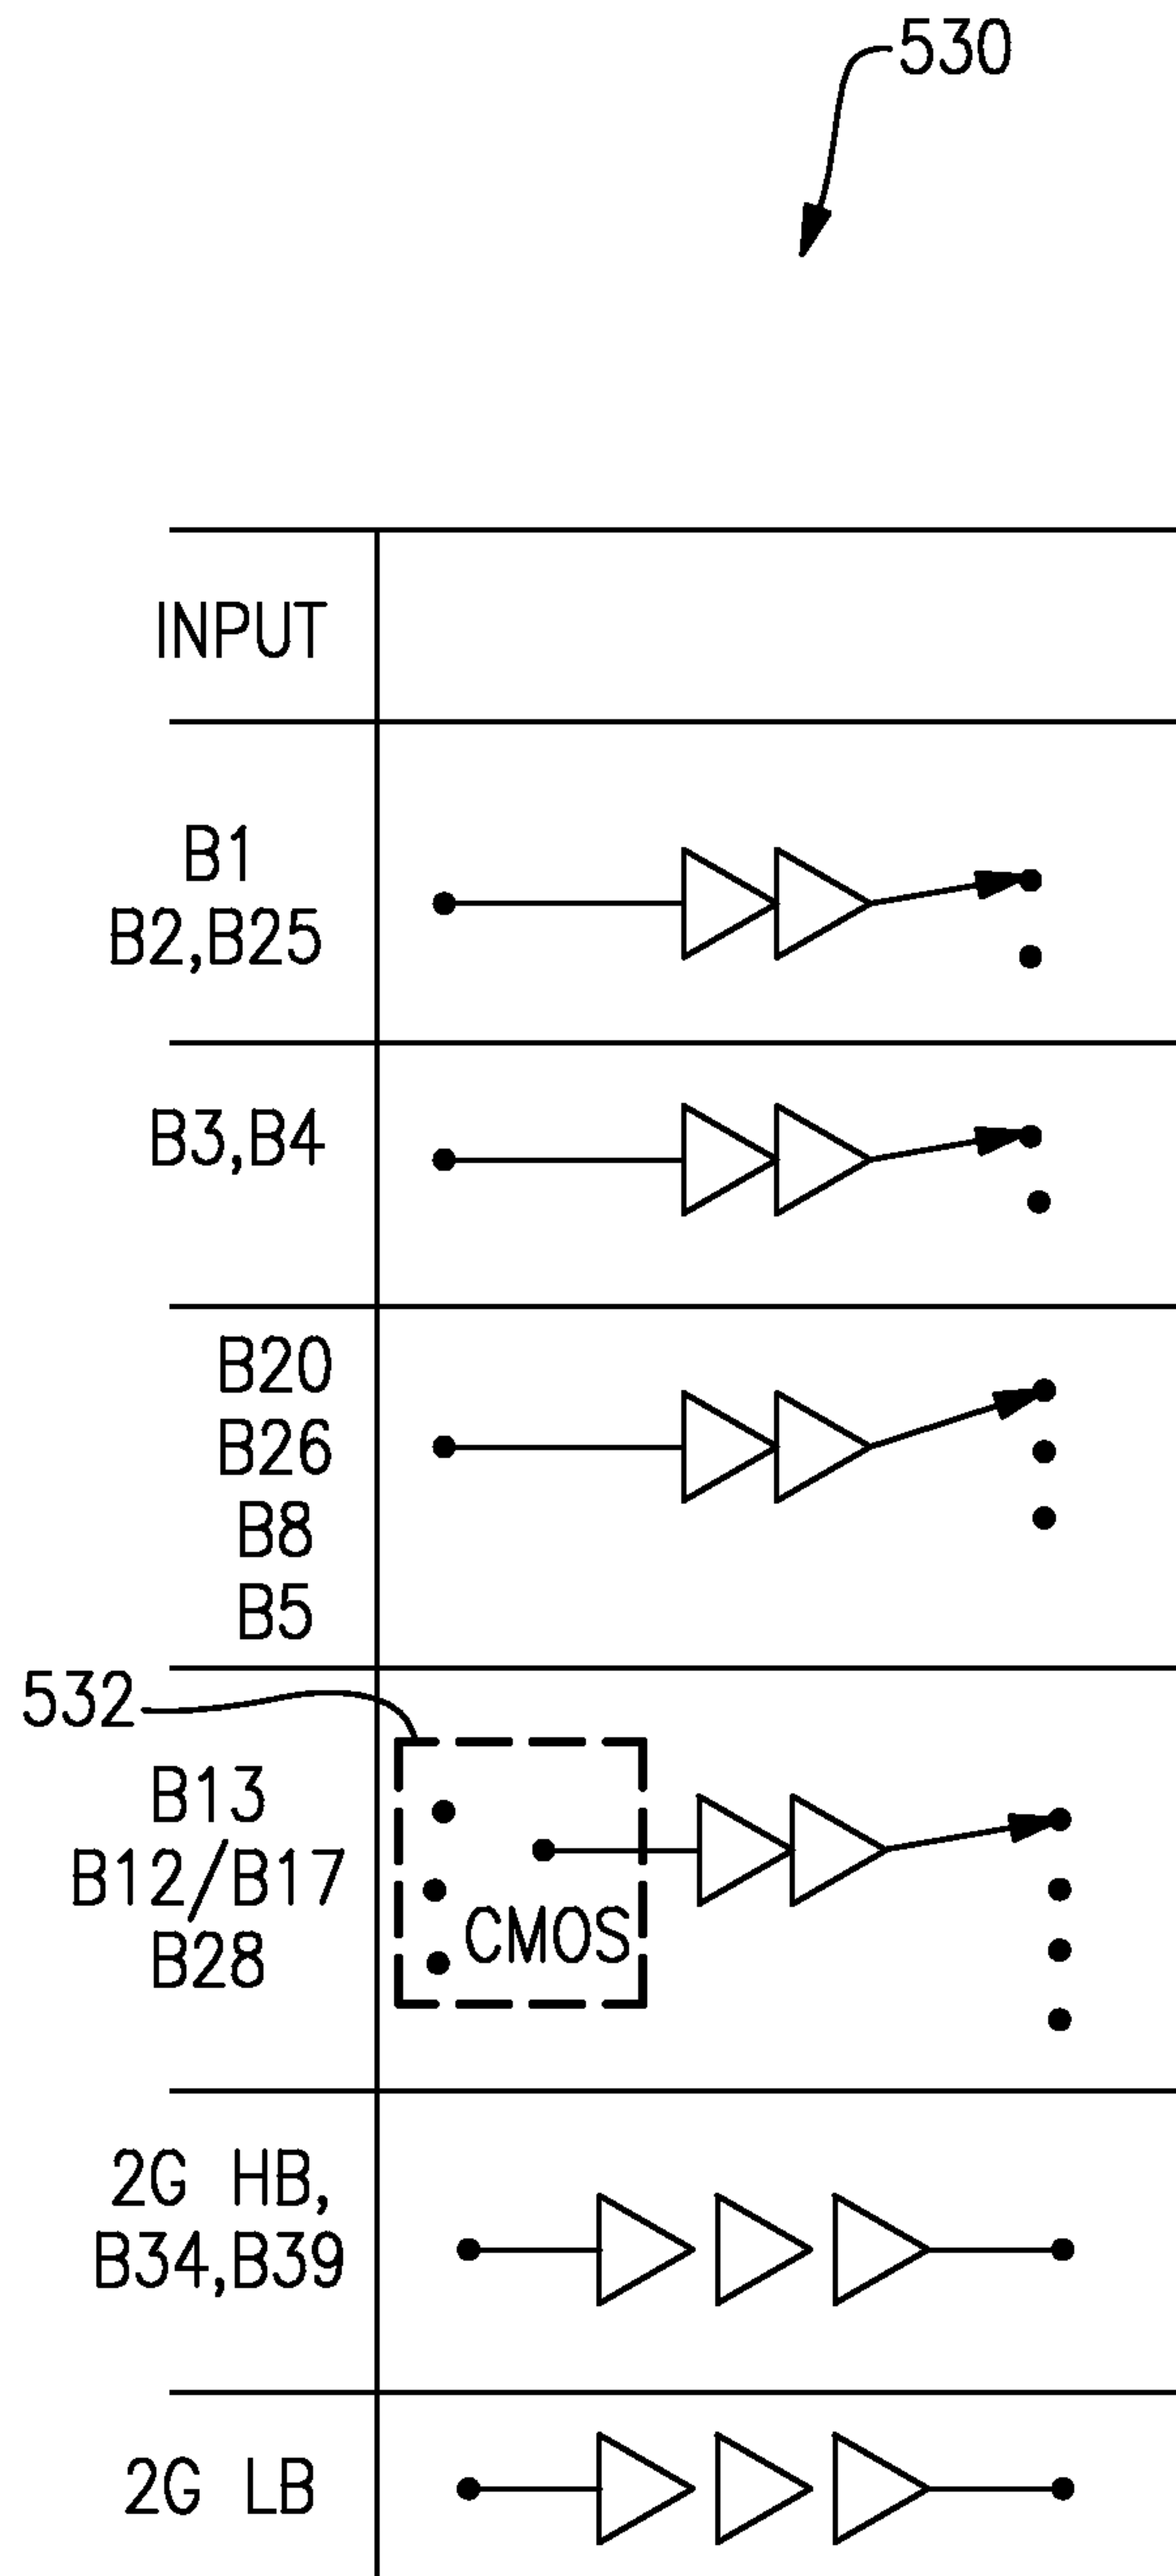 530
INPUT
B1
B2,B25
B3,B4
B20
B26
B8
B5
532
B13
B12/B17
B28
CMOS
2G HB,
B34,B39
2G LB